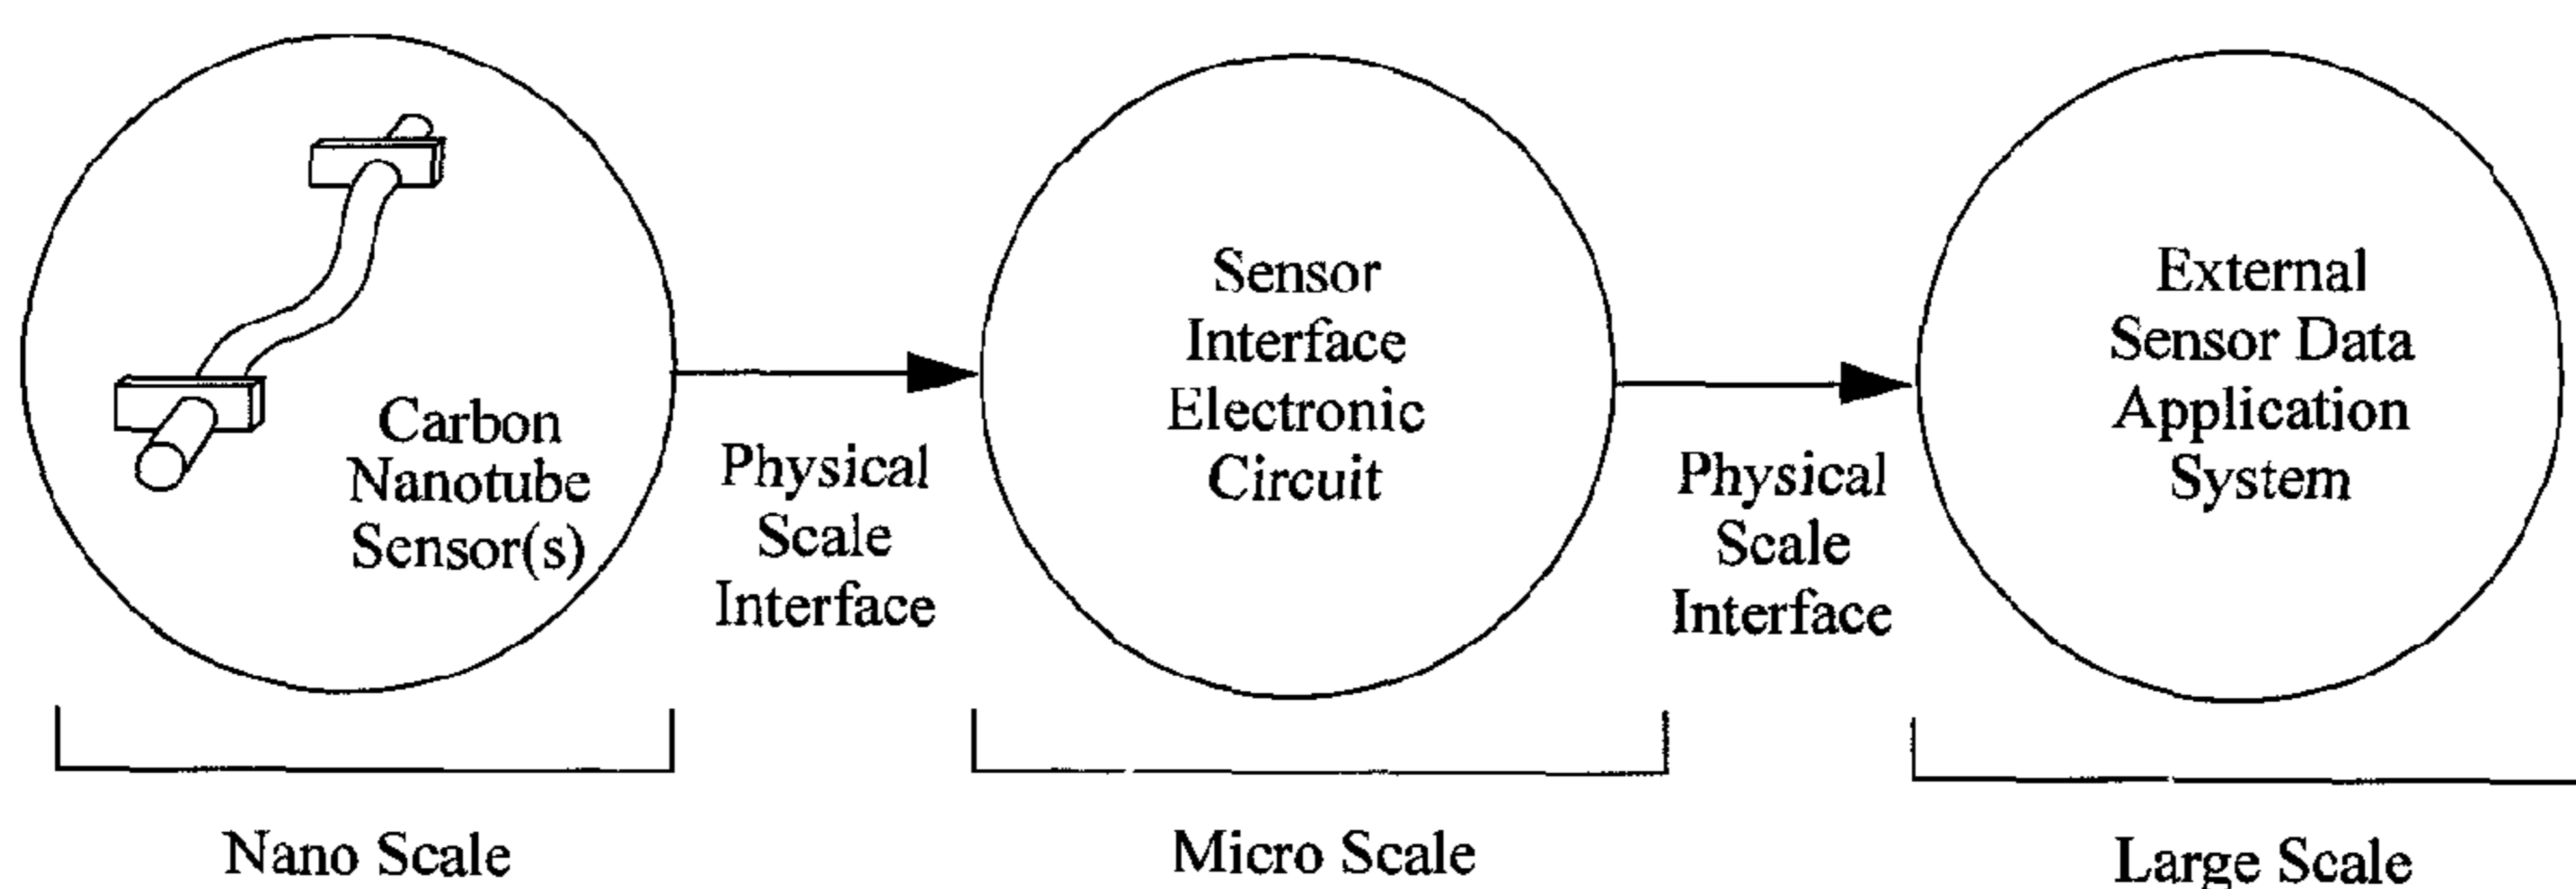 Carbon
Nanotube
Sensor(s)
Physical
Scale
Interface
Sensor
Interface
Electronic
Circuit
Physical
Scale
Interface
External
Sensor Data
Application
System
Nano Scale
Micro Scale
Large Scale